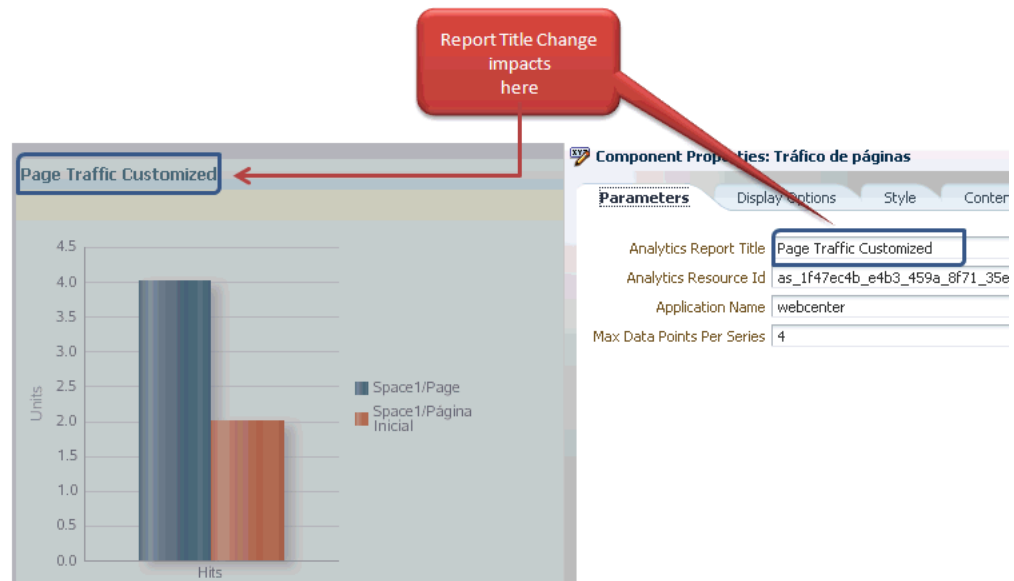 Report Title Change
impacts
here
Page Traffic Customized
4.5
4.0
3.5
3.0
2.5
2.0
1.5
1.0
0.5
0.0
Units
Hits
Space1/Page
Space1/Página
Inicial
Component Properties: Tráfico de páginas
Parameters Display Options Style Conten
Analytics Report Title Page Traffic Customized
Analytics Resource Id as_1f47ec4b_e4b3_459a_8f71_35e
Application Name webcenter
Max Data Points Per Series 4